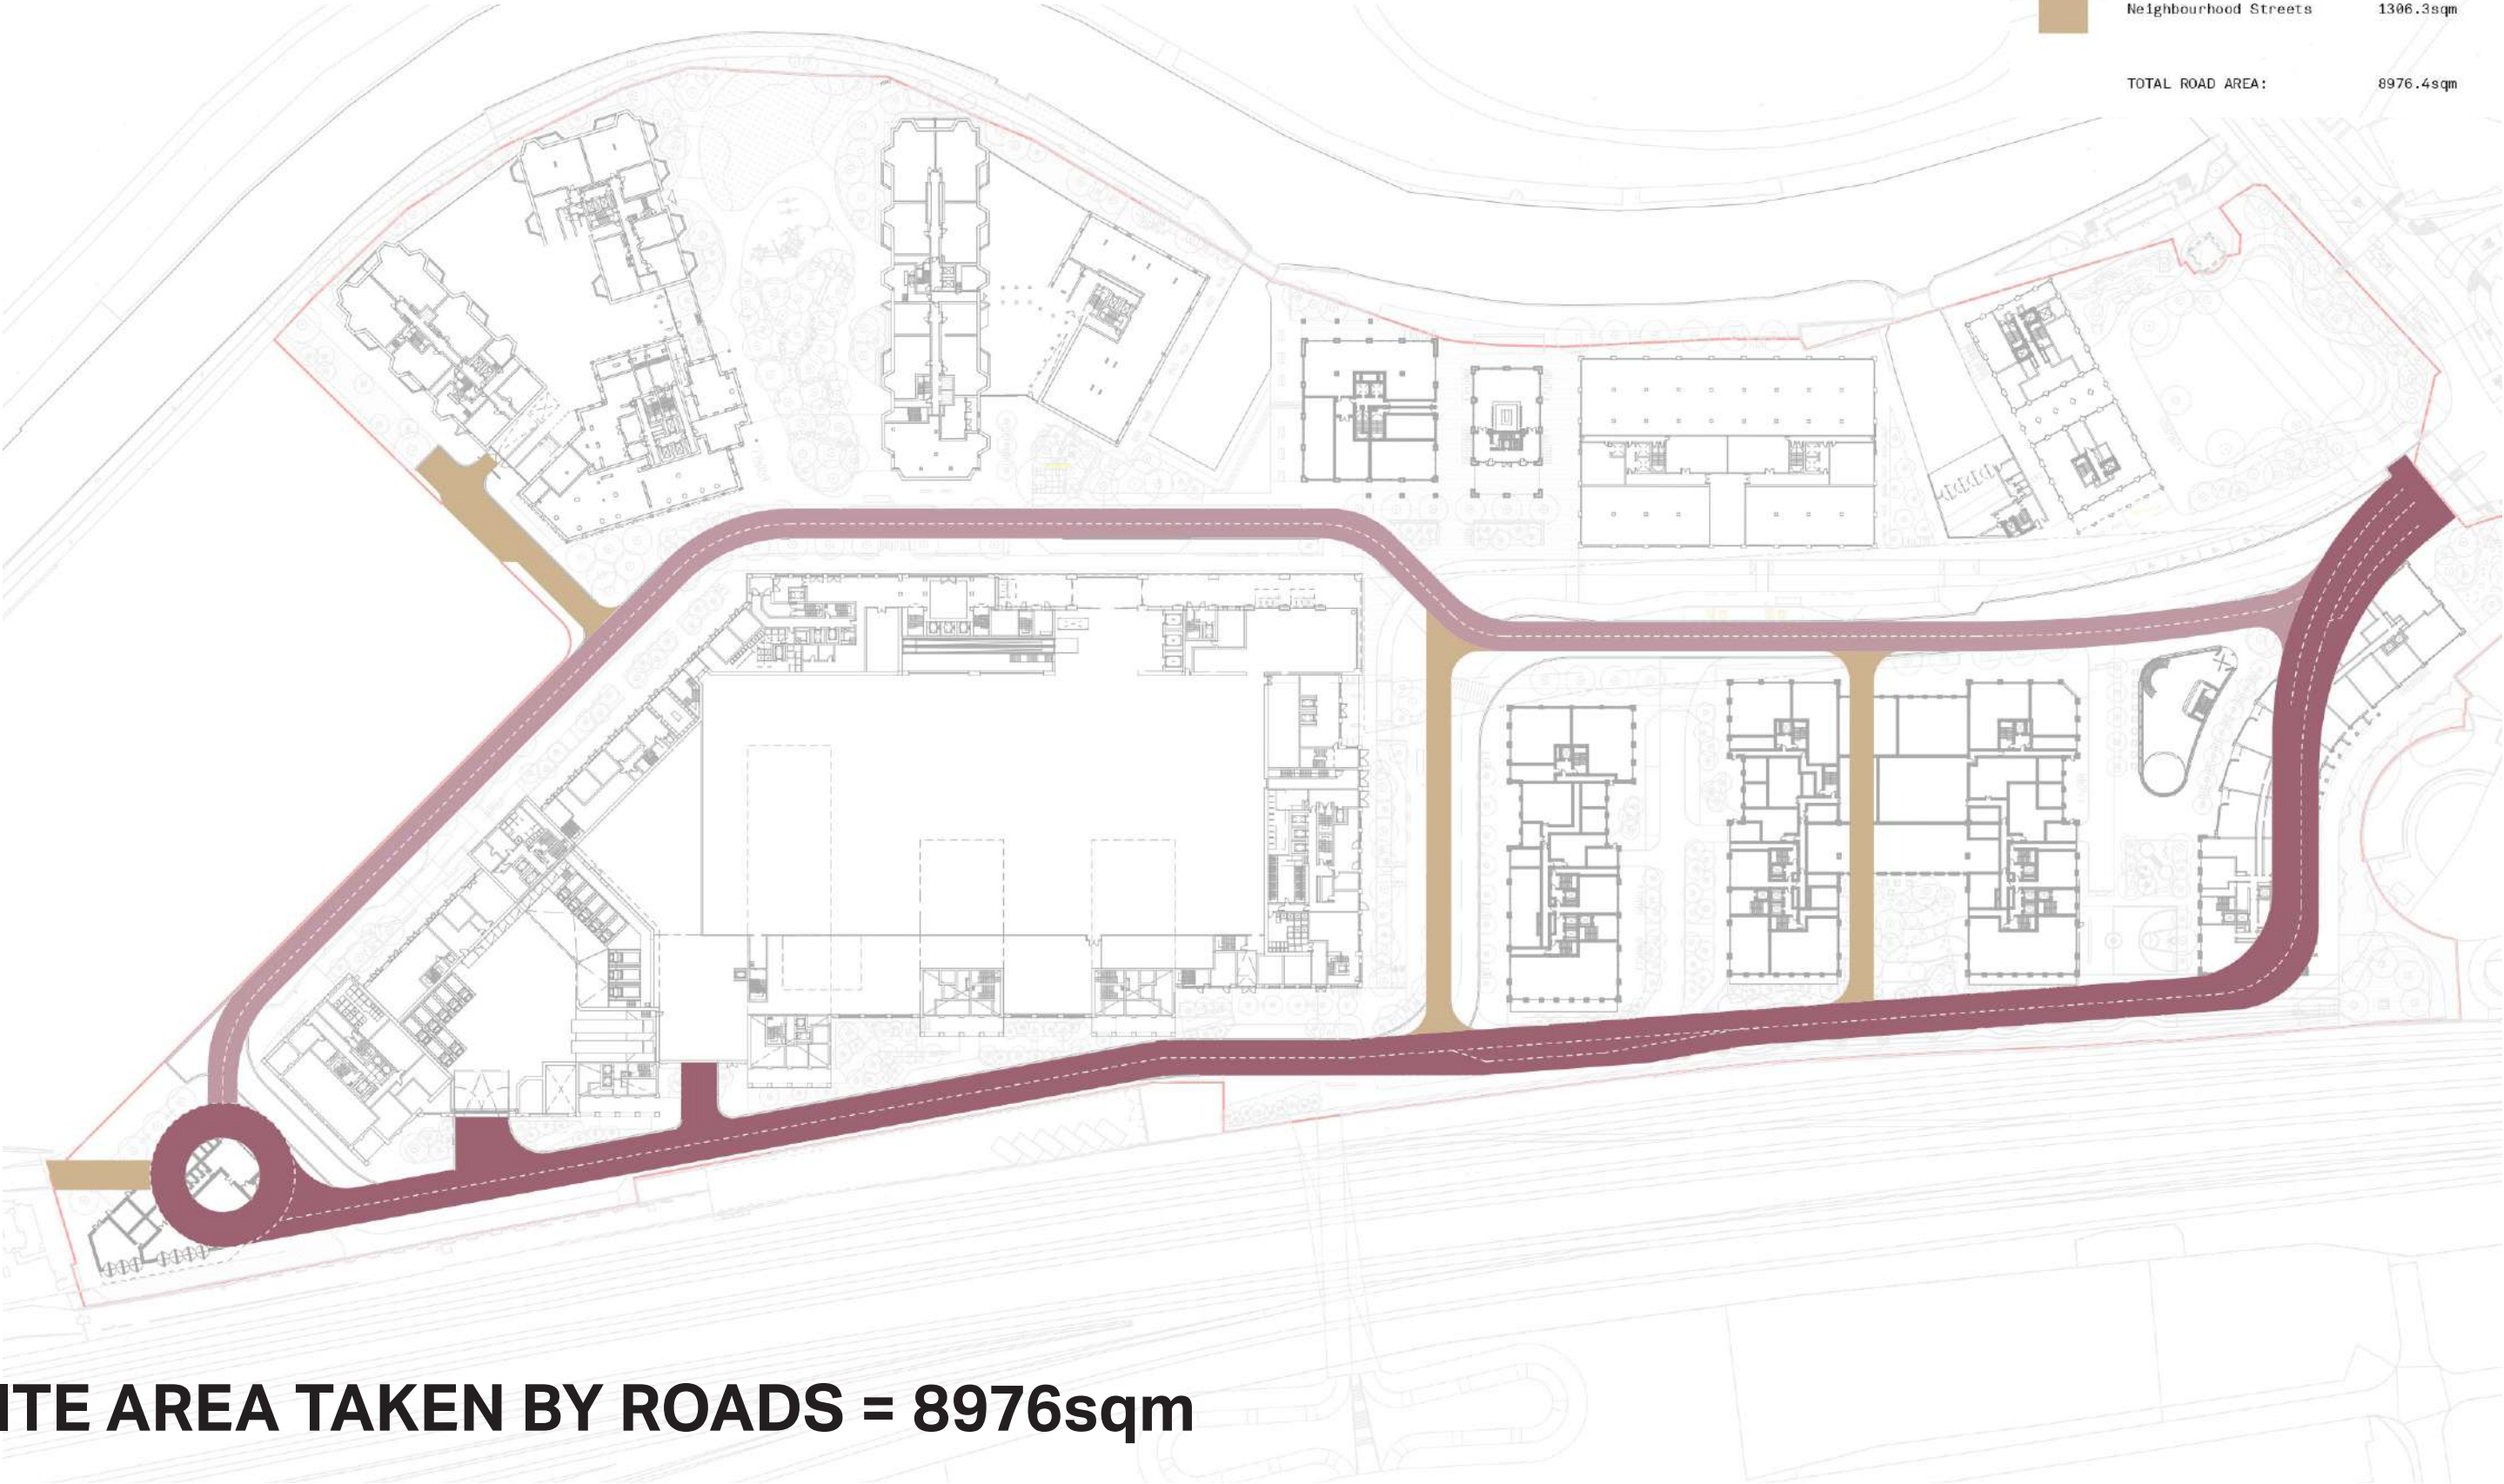 Neighbourhood Streets 1306.3sqm
TOTAL ROAD AREA: 8976.4sqm
ITE AREA TAKEN BY ROADS = 8976sqm